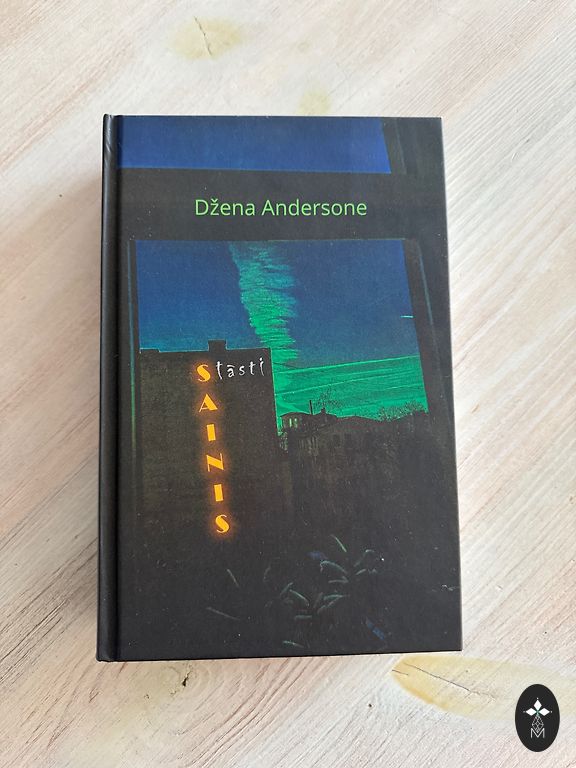 Džena Andersone
Stāsti
SAINIS
M